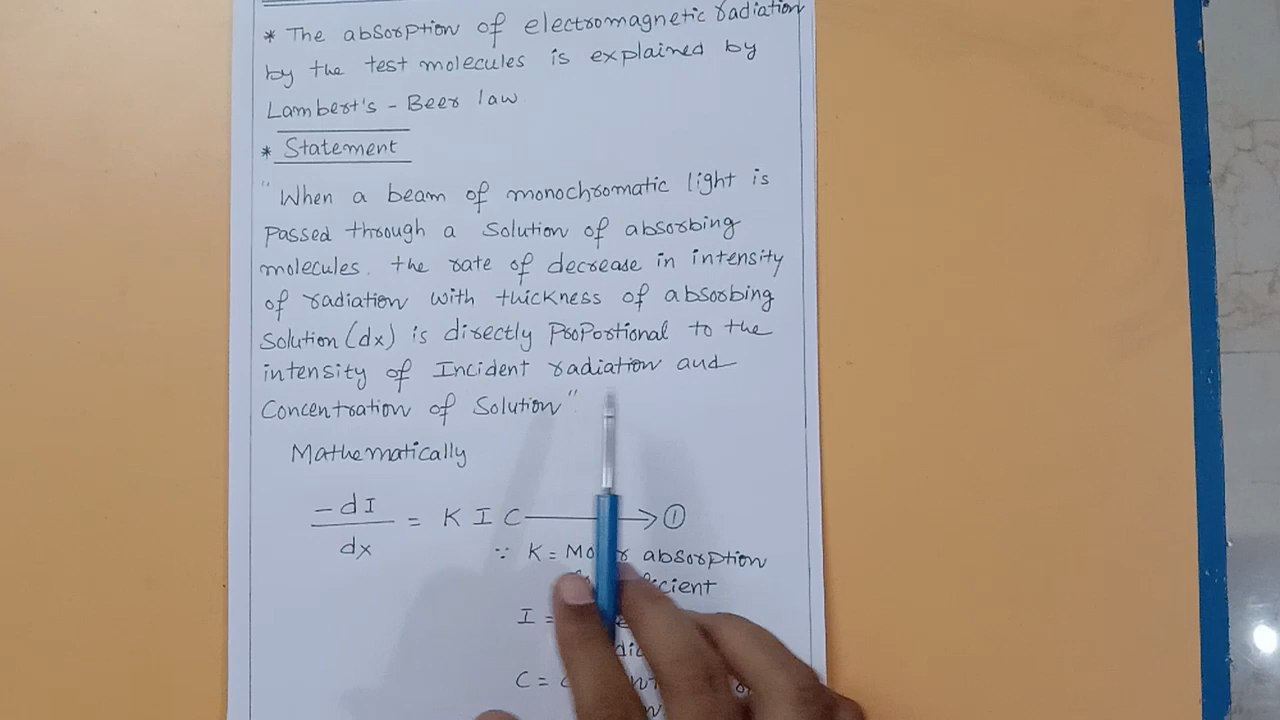 * The absorption of electromagnetic radiation
by the test molecules is explained by
Lambert's - Beer law
* Statement
"When a beam of monochromatic light is
passed through a solution of absorbing
molecules. the rate of decrease in intensity
of radiation with thickness of absorbing
Solution (dx) is directly proportional to the
intensity of Incident radiation and
Concentration of Solution".
Mathematically
-dI/dx = K I C → ①
∵ K = absorption
I =
C =